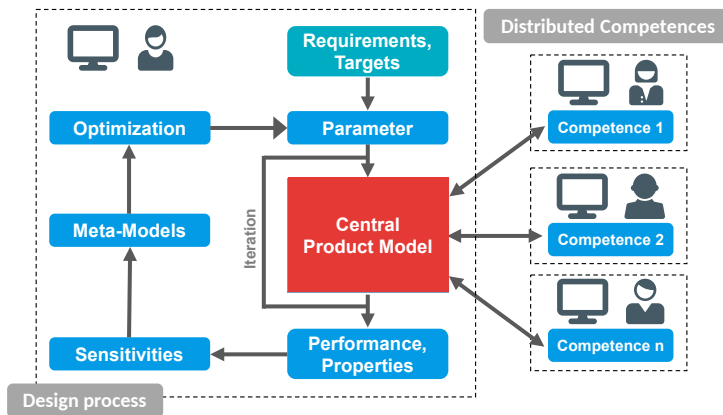 Distributed Competences
Requirements,
Targets
Optimization
Parameter
Competence 1
Meta-Models
Iteration
Central
Product Model
Competence 2
Sensitivities
Performance,
Properties
Competence n
Design process